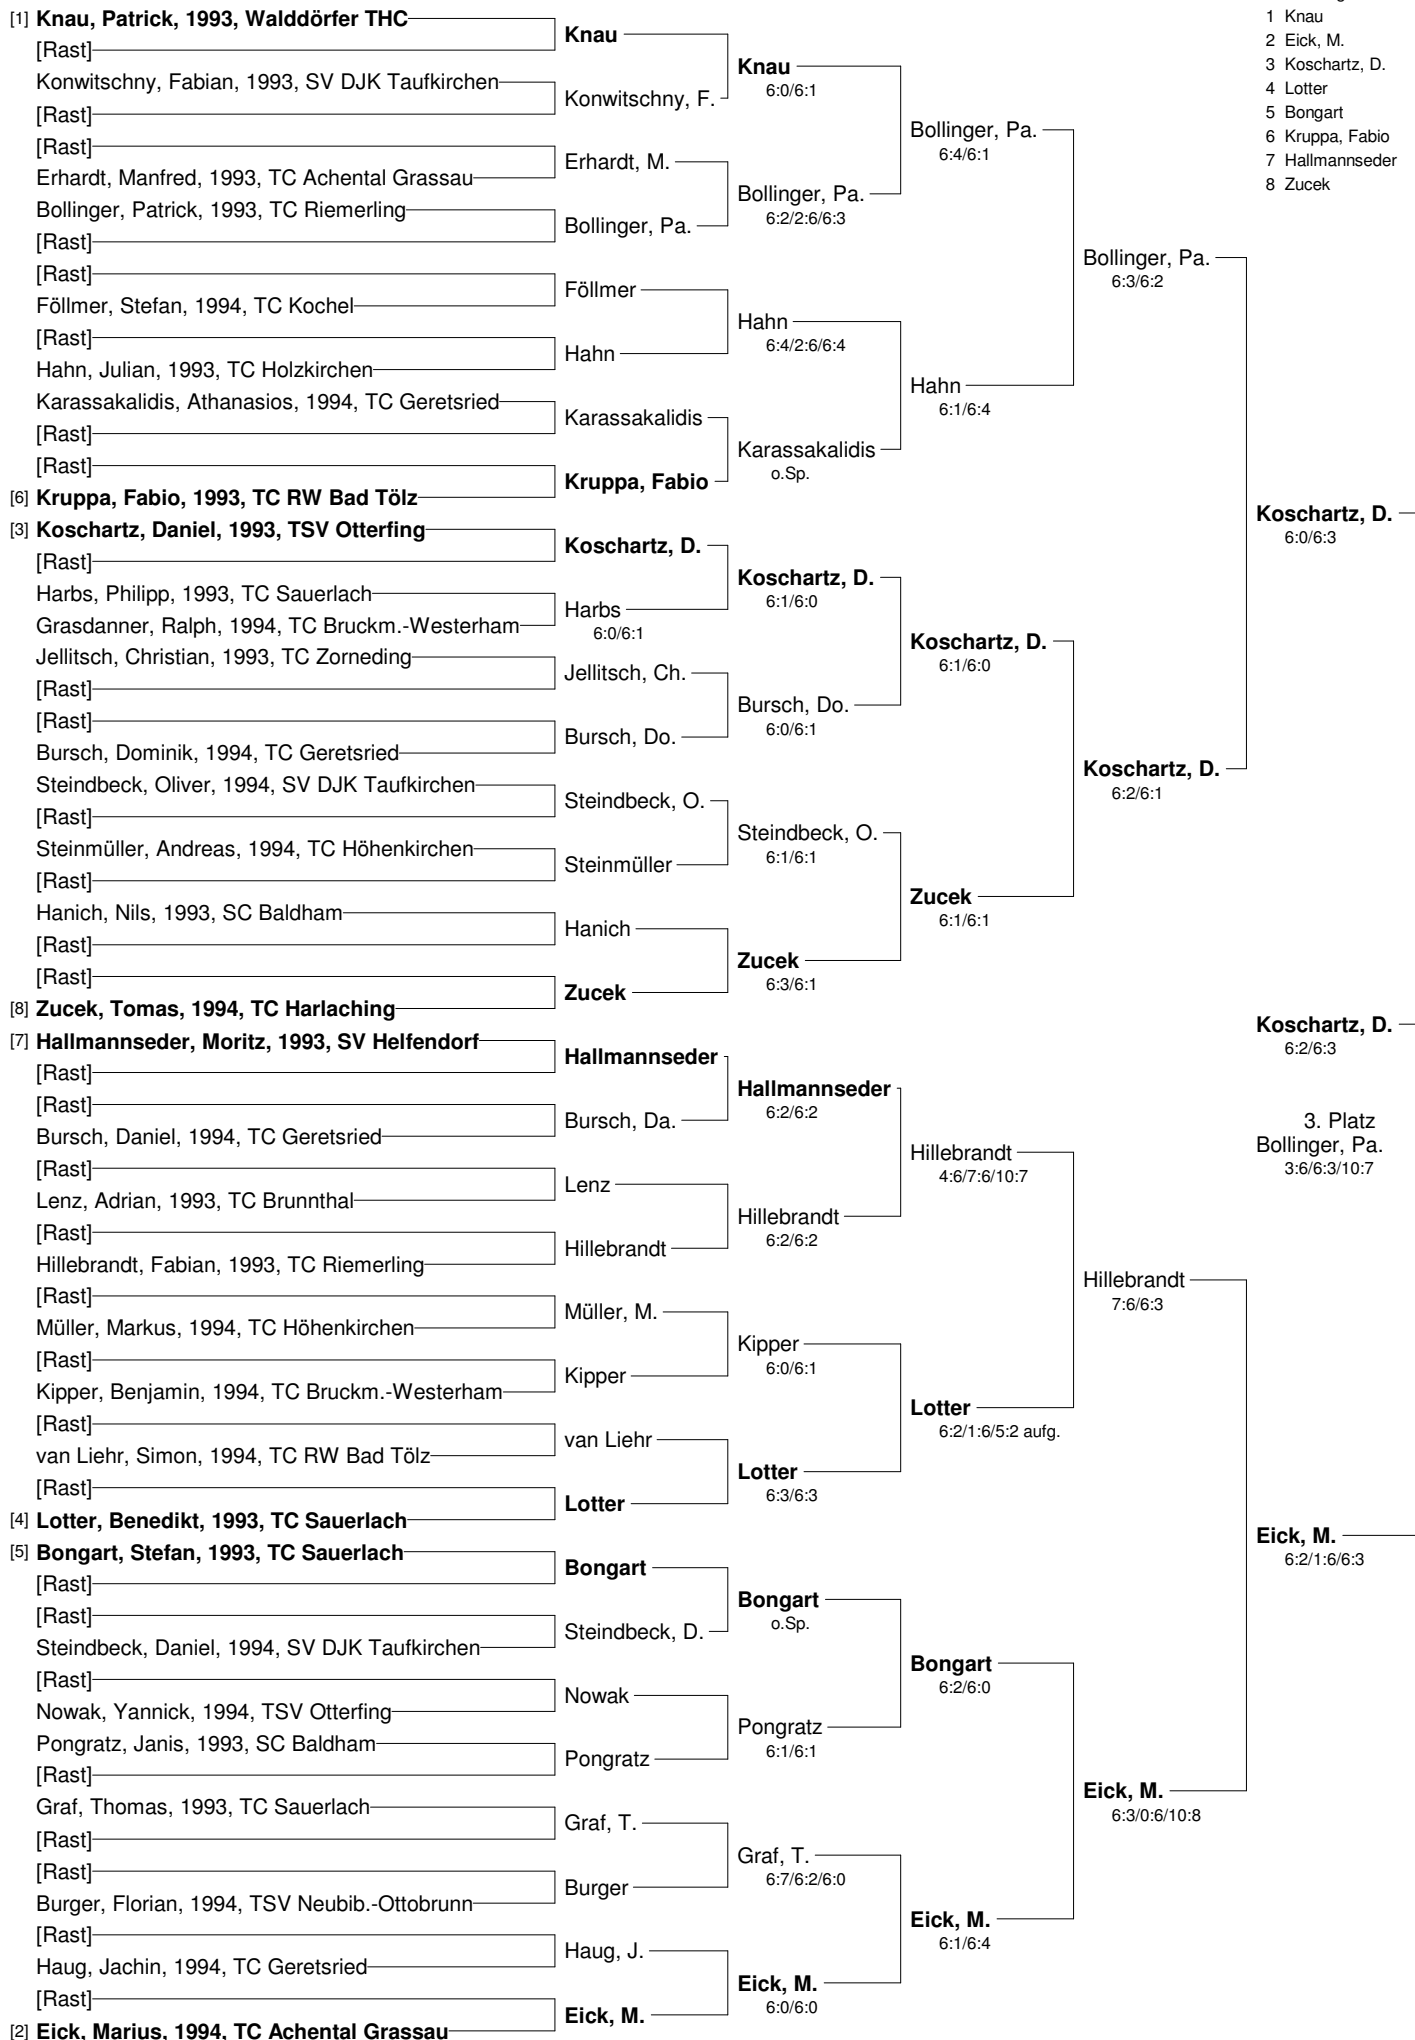 [1] Knau, Patrick, 1993, Walddörfer THC
[Rast]
Konwitschny, Fabian, 1993, SV DJK Taufkirchen
[Rast]
[Rast]
Erhardt, Manfred, 1993, TC Achental Grassau
Bollinger, Patrick, 1993, TC Riemerling
[Rast]
[Rast]
Föllmer, Stefan, 1994, TC Kochel
[Rast]
Hahn, Julian, 1993, TC Holzkirchen
Karassakalidis, Athanasios, 1994, TC Geretsried
[Rast]
[Rast]
[6] Kruppa, Fabio, 1993, TC RW Bad Tölz
[3] Koschartz, Daniel, 1993, TSV Otterfing
[Rast]
Harbs, Philipp, 1993, TC Sauerlach
Grasdanner, Ralph, 1994, TC Bruckm.-Westerham
Jellitsch, Christian, 1993, TC Zorneding
[Rast]
[Rast]
Bursch, Dominik, 1994, TC Geretsried
Steindbeck, Oliver, 1994, SV DJK Taufkirchen
[Rast]
Steinmüller, Andreas, 1994, TC Höhenkirchen
[Rast]
Hanich, Nils, 1993, SC Baldham
[Rast]
[Rast]
[8] Zucek, Tomas, 1994, TC Harlaching
[7] Hallmannseder, Moritz, 1993, SV Helfendorf
[Rast]
[Rast]
Bursch, Daniel, 1994, TC Geretsried
[Rast]
Lenz, Adrian, 1993, TC Brunnthal
[Rast]
Hillebrandt, Fabian, 1993, TC Riemerling
[Rast]
Müller, Markus, 1994, TC Höhenkirchen
[Rast]
Kipper, Benjamin, 1994, TC Bruckm.-Westerham
[Rast]
van Liehr, Simon, 1994, TC RW Bad Tölz
[Rast]
[4] Lotter, Benedikt, 1993, TC Sauerlach
[5] Bongart, Stefan, 1993, TC Sauerlach
[Rast]
[Rast]
Steindbeck, Daniel, 1994, SV DJK Taufkirchen
[Rast]
Nowak, Yannick, 1994, TSV Otterfing
Pongratz, Janis, 1993, SC Baldham
[Rast]
Graf, Thomas, 1993, TC Sauerlach
[Rast]
[Rast]
Burger, Florian, 1994, TSV Neubib.-Ottobrunn
[Rast]
Haug, Jachin, 1994, TC Geretsried
[Rast]
[2] Eick, Marius, 1994, TC Achental Grassau
Knau
Konwitschny, F.
Erhardt, M.
Bollinger, Pa.
Föllmer
Hahn
Karassakalidis
Kruppa, Fabio
Koschartz, D.
Harbs
6:0/6:1
Jellitsch, Ch.
Bursch, Do.
Steindbeck, O.
Steinmüller
Hanich
Zucek
Hallmannseder
Bursch, Da.
Lenz
Hillebrandt
Müller, M.
Kipper
van Liehr
Lotter
Bongart
Steindbeck, D.
Nowak
Pongratz
Graf, T.
Burger
Haug, J.
Eick, M.
Knau
6:0/6:1
Bollinger, Pa.
6:2/2:6/6:3
Hahn
6:4/2:6/6:4
Karassakalidis
o.Sp.
Koschartz, D.
6:1/6:0
Bursch, Do.
6:0/6:1
Steindbeck, O.
6:1/6:1
Zucek
6:3/6:1
Hallmannseder
6:2/6:2
Hillebrandt
6:2/6:2
Kipper
6:0/6:1
Lotter
6:3/6:3
Bongart
o.Sp.
Pongratz
6:1/6:1
Graf, T.
6:7/6:2/6:0
Eick, M.
6:0/6:0
Bollinger, Pa.
6:4/6:1
Hahn
6:1/6:4
Koschartz, D.
6:1/6:0
Zucek
6:1/6:1
Hillebrandt
4:6/7:6/10:7
Lotter
6:2/1:6/5:2 aufg.
Bongart
6:2/6:0
Eick, M.
6:1/6:4
Bollinger, Pa.
6:3/6:2
Koschartz, D.
6:2/6:1
Hillebrandt
7:6/6:3
Eick, M.
6:3/0:6/10:8
1 Knau
2 Eick, M.
3 Koschartz, D.
4 Lotter
5 Bongart
6 Kruppa, Fabio
7 Hallmannseder
8 Zucek
Koschartz, D.
6:0/6:3
Koschartz, D.
6:2/6:3
3. Platz
Bollinger, Pa.
3:6/6:3/10:7
Eick, M.
6:2/1:6/6:3